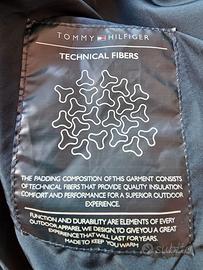 TOMMY HILFIGER
TECHNICAL FIBERS
THE PADDING COMPOSITION OF THIS GARMENT CONSISTS
OF TECHNICAL FIBERS THAT PROVIDE QUALITY INSULATION,
COMFORT AND PERFORMANCE FOR A SUPERIOR OUTDOOR
EXPERIENCE.
FUNCTION AND DURABILITY ARE ELEMENTS OF EVERY
OUTDOOR APPAREL WE DESIGN, TO GIVE YOU A GREAT
EXPERIENCE THAT WILL LAST FOR YEARS.
MADE TO KEEP YOU WARM